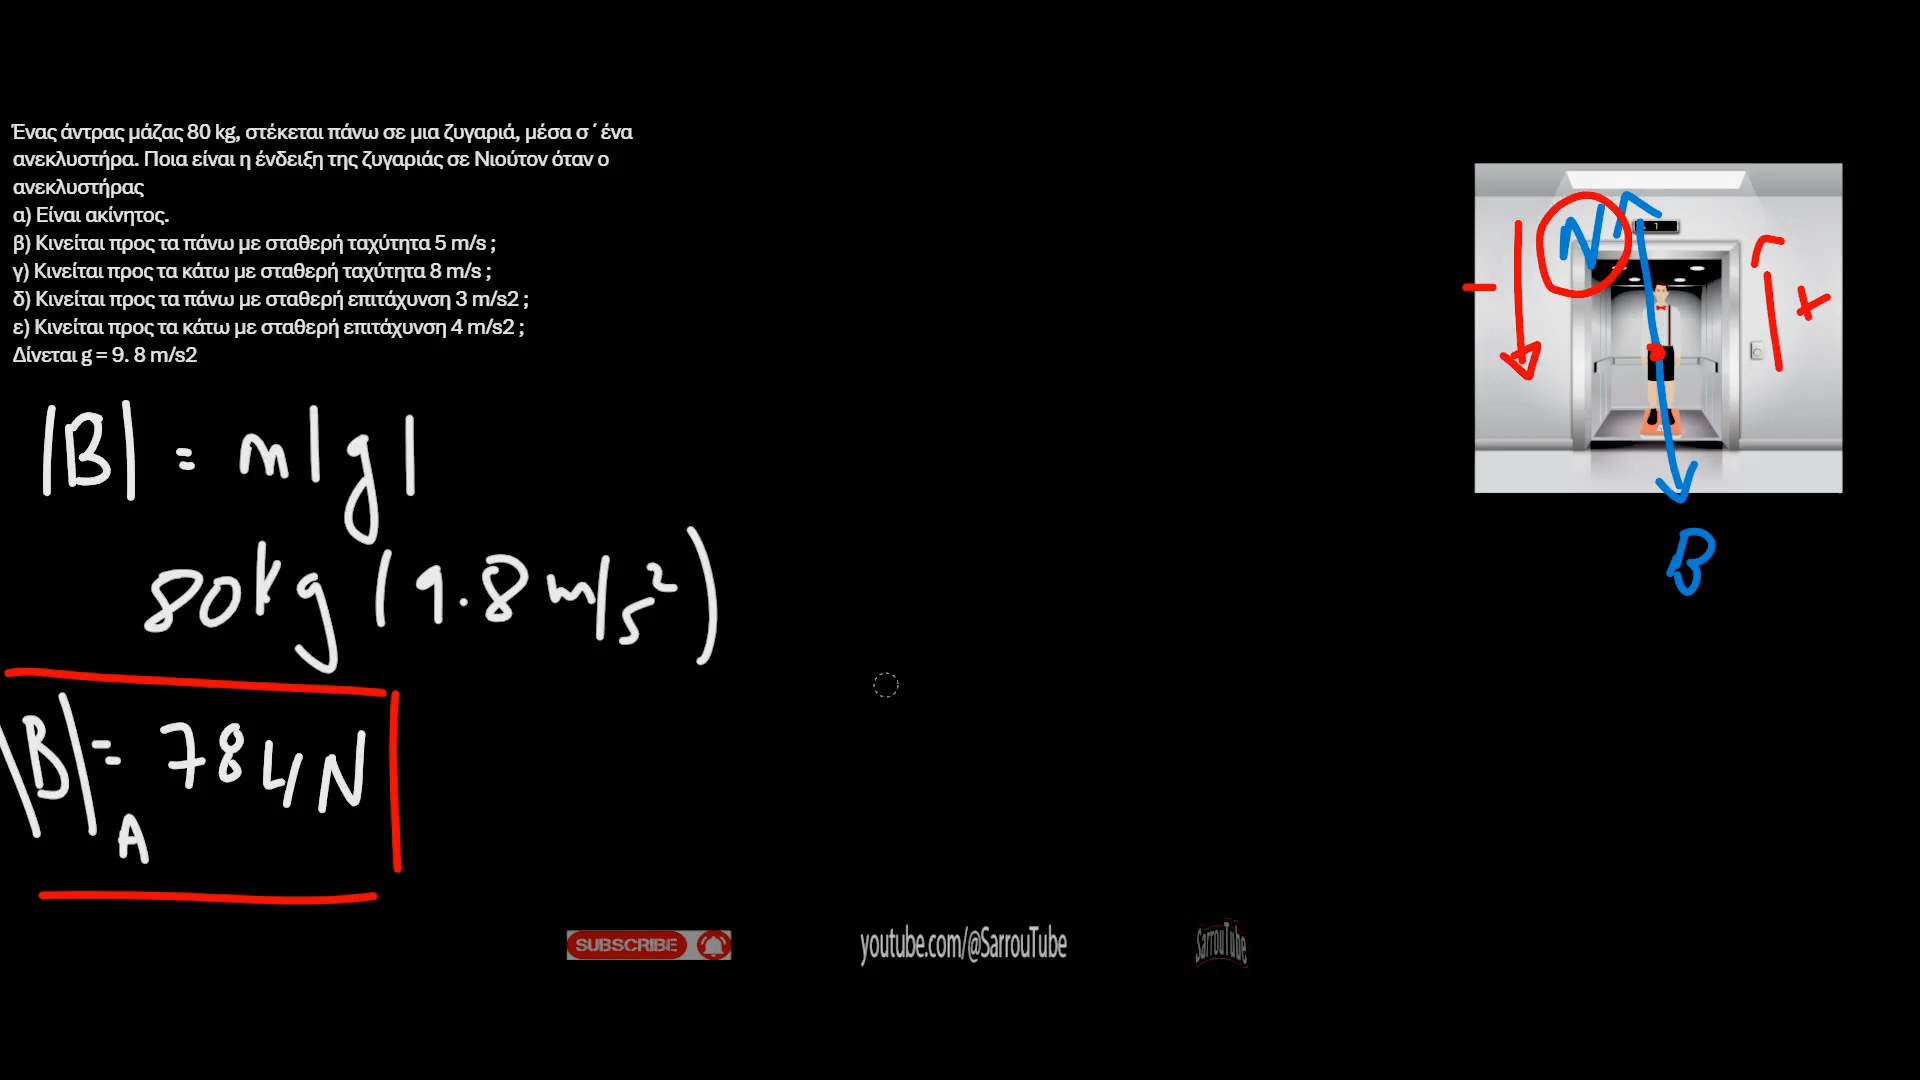 Ένας άντρας μάζας 80 kg, στέκεται πάνω σε μια ζυγαριά, μέσα σ΄ένα
ανεκλυστήρα. Ποια είναι η ένδειξη της ζυγαριάς σε Νιούτον όταν ο
ανεκλυστήρας
α) Είναι ακίνητος.
β) Κινείται προς τα πάνω με σταθερή ταχύτητα 5 m/s ;
γ) Κινείται προς τα κάτω με σταθερή ταχύτητα 8 m/s ;
δ) Κινείται προς τα πάνω με σταθερή επιτάχυνση 3 m/s2 ;
ε) Κινείται προς τα κάτω με σταθερή επιτάχυνση 4 m/s2 ;
Δίνεται g = 9. 8 m/s2
|B| = m|g|
80kg (9.8 m/s²)
|B| = 784N
A
N
1
- +
B
SUBSCRIBE
youtube.com/@SarrouTube
SarrouTube